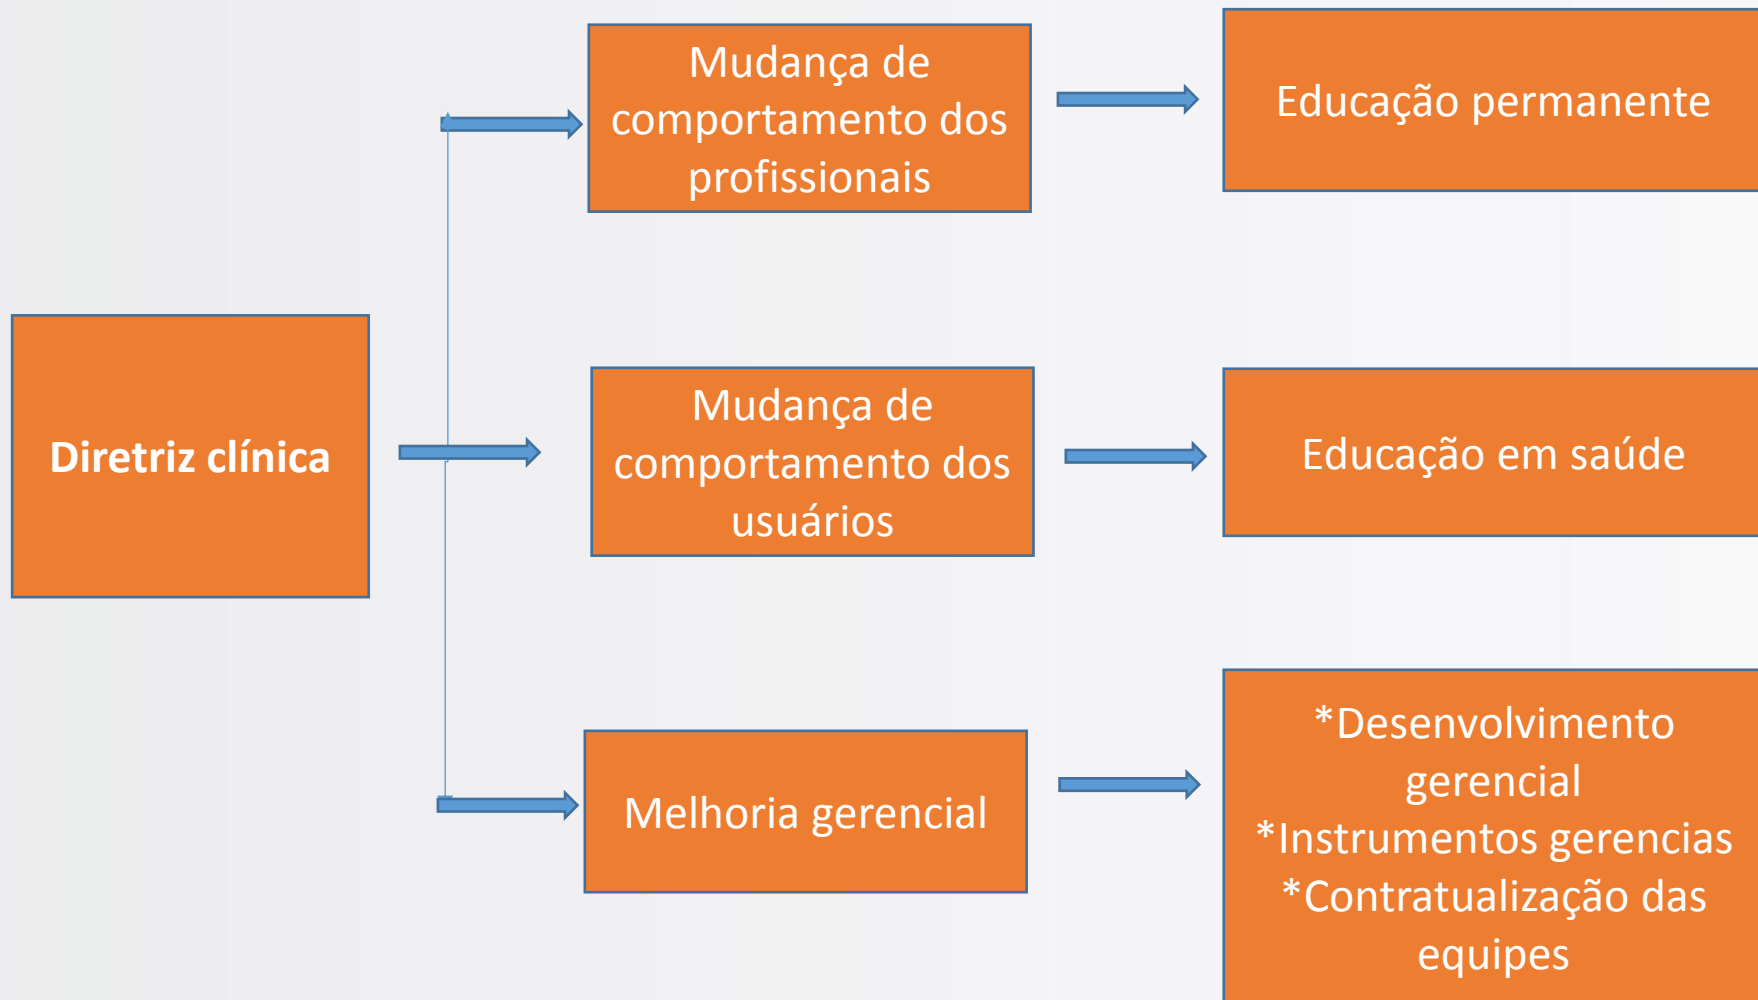 Mudança de
comportamento dos
profissionais
Educação permanente
Diretriz clínica
Mudança de
comportamento dos
usuários
Educação em saúde
Melhoria gerencial
*Desenvolvimento
gerencial
*Instrumentos gerencias
*Contratualização das
equipes